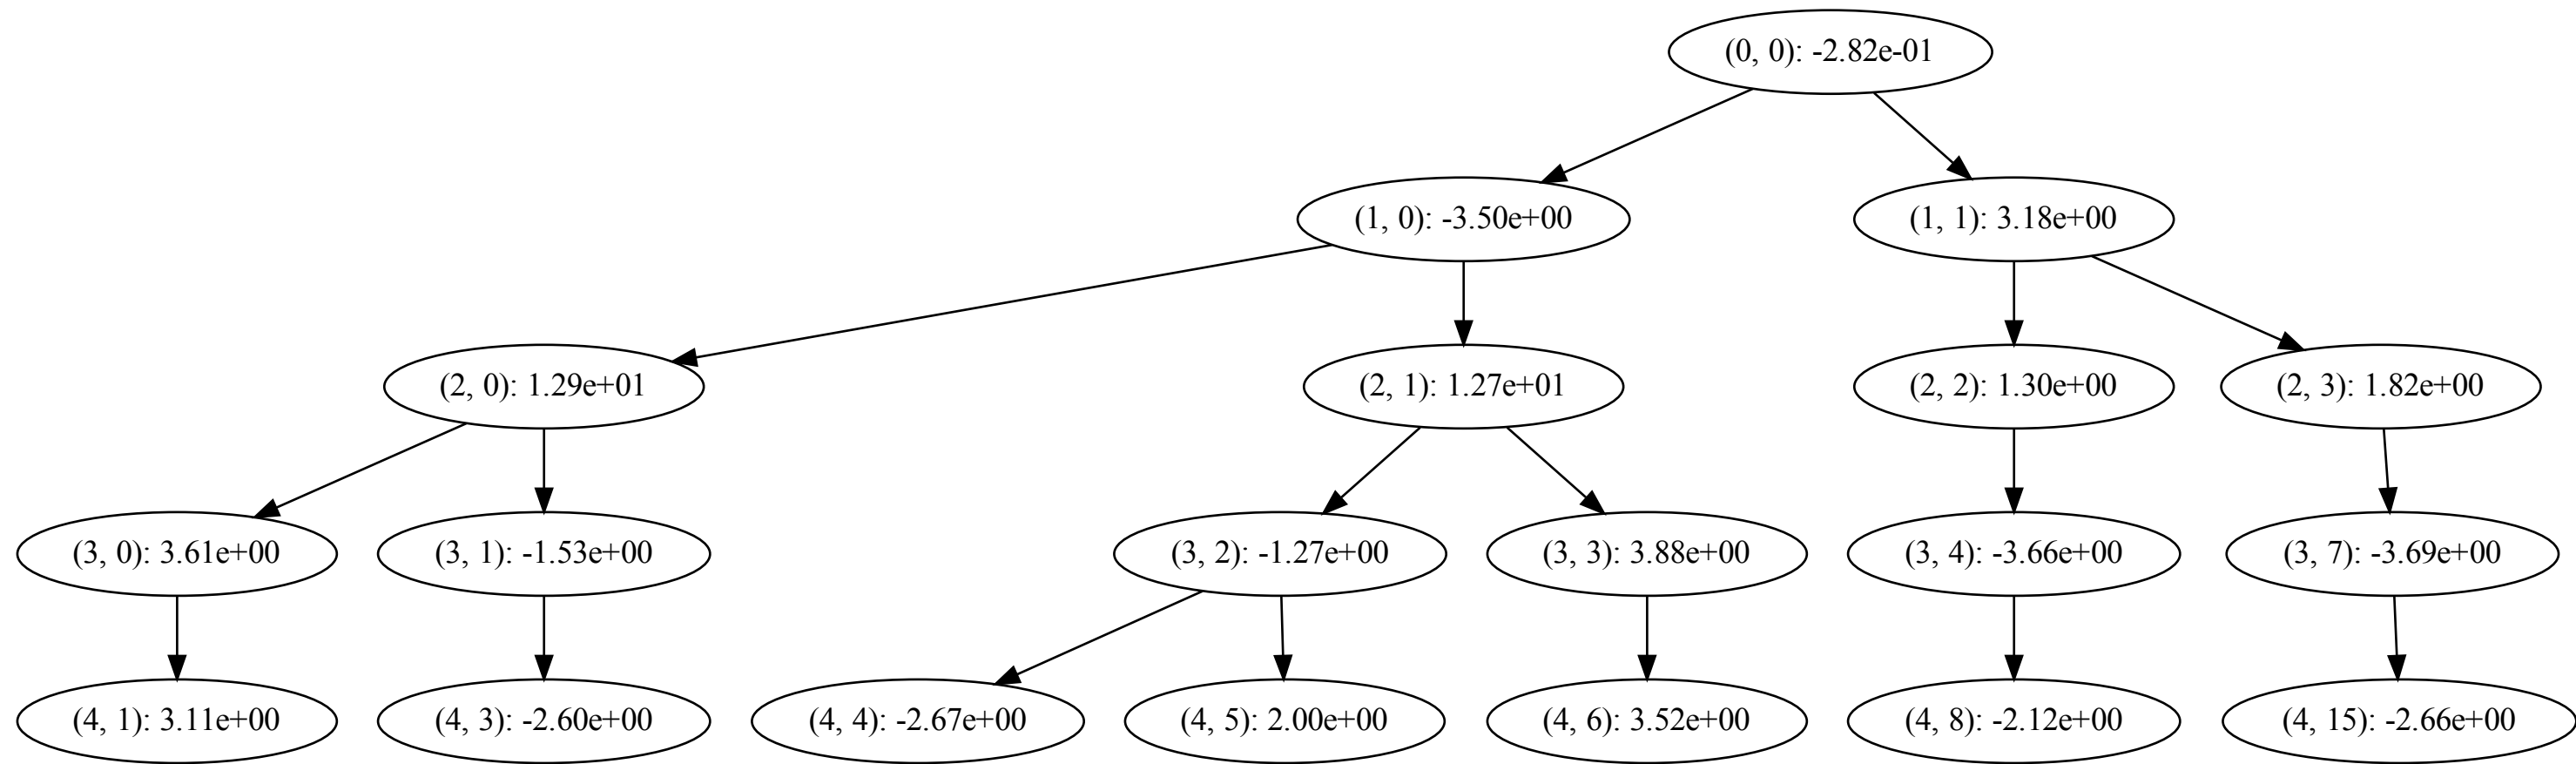 (0, 0): -2.82e-01
(1, 0): -3.50e+00
(1, 1): 3.18e+00
(2, 0): 1.29e+01
(2, 1): 1.27e+01
(2, 2): 1.30e+00
(2, 3): 1.82e+00
(3, 0): 3.61e+00
(3, 1): -1.53e+00
(3, 2): -1.27e+00
(3, 3): 3.88e+00
(3, 4): -3.66e+00
(3, 7): -3.69e+00
(4, 1): 3.11e+00
(4, 3): -2.60e+00
(4, 4): -2.67e+00
(4, 5): 2.00e+00
(4, 6): 3.52e+00
(4, 8): -2.12e+00
(4, 15): -2.66e+00